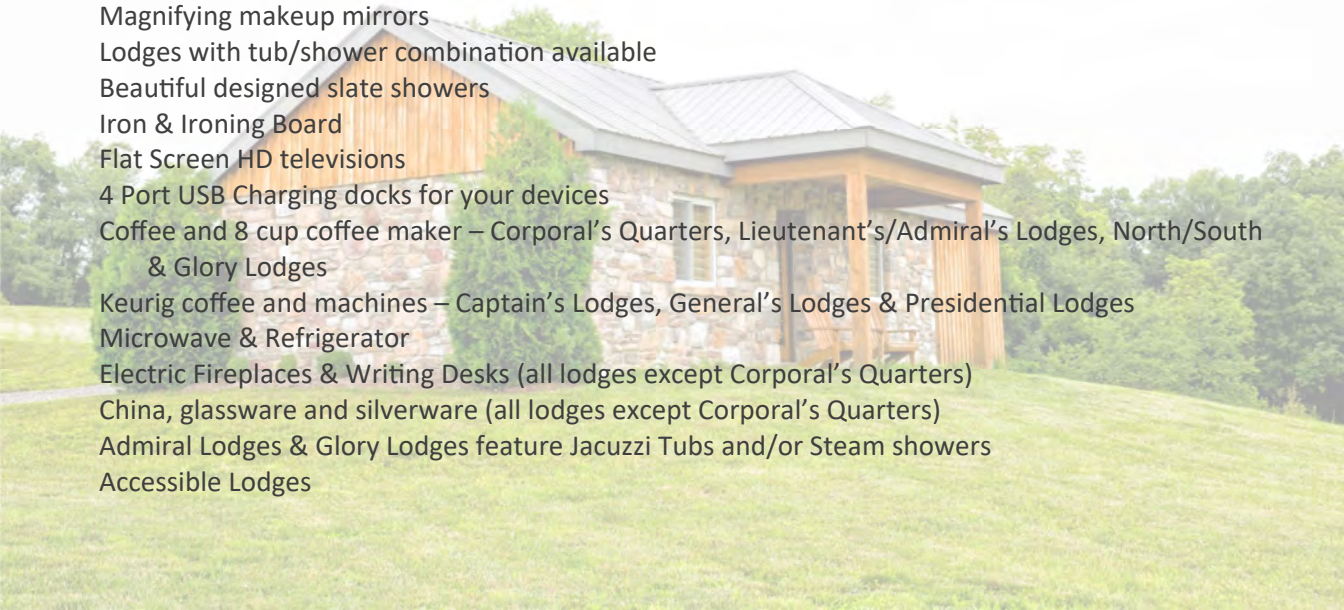 Magnifying makeup mirrors
Lodges with tub/shower combination available
Beautiful designed slate showers
Iron & Ironing Board
Flat Screen HD televisions
4 Port USB Charging docks for your devices
Coffee and 8 cup coffee maker – Corporal’s Quarters, Lieutenant’s/Admiral’s Lodges, North/South
& Glory Lodges
Keurig coffee and machines – Captain’s Lodges, General’s Lodges & Presidential Lodges
Microwave & Refrigerator
Electric Fireplaces & Writing Desks (all lodges except Corporal’s Quarters)
China, glassware and silverware (all lodges except Corporal’s Quarters)
Admiral Lodges & Glory Lodges feature Jacuzzi Tubs and/or Steam showers
Accessible Lodges